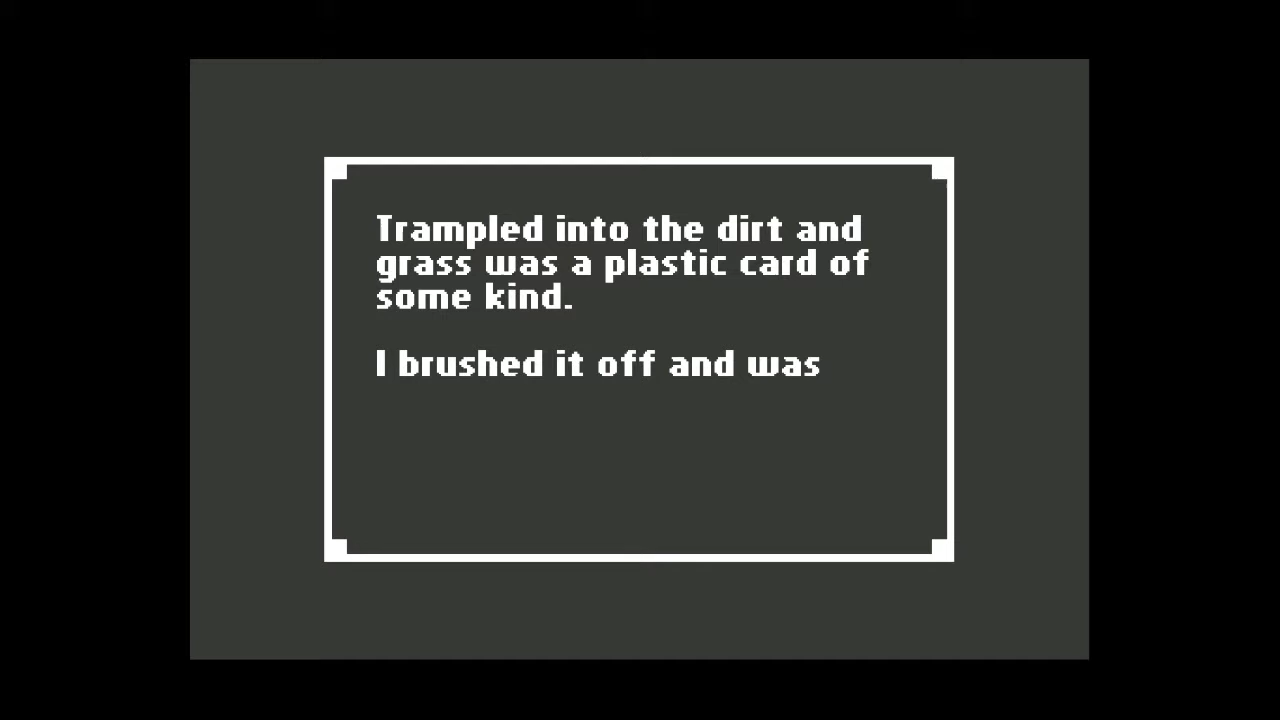 Trampled into the dirt and
grass was a plastic card of
some kind.
I brushed it off and was